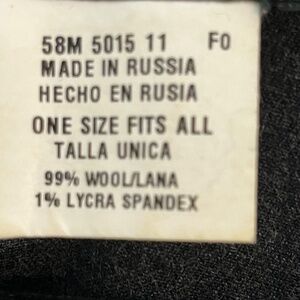 58M 5015 11 F0
MADE IN RUSSIA
HECHO EN RUSIA
ONE SIZE FITS ALL
TALLA UNICA
99% WOOL/LANA
1% LYCRA SPANDEX